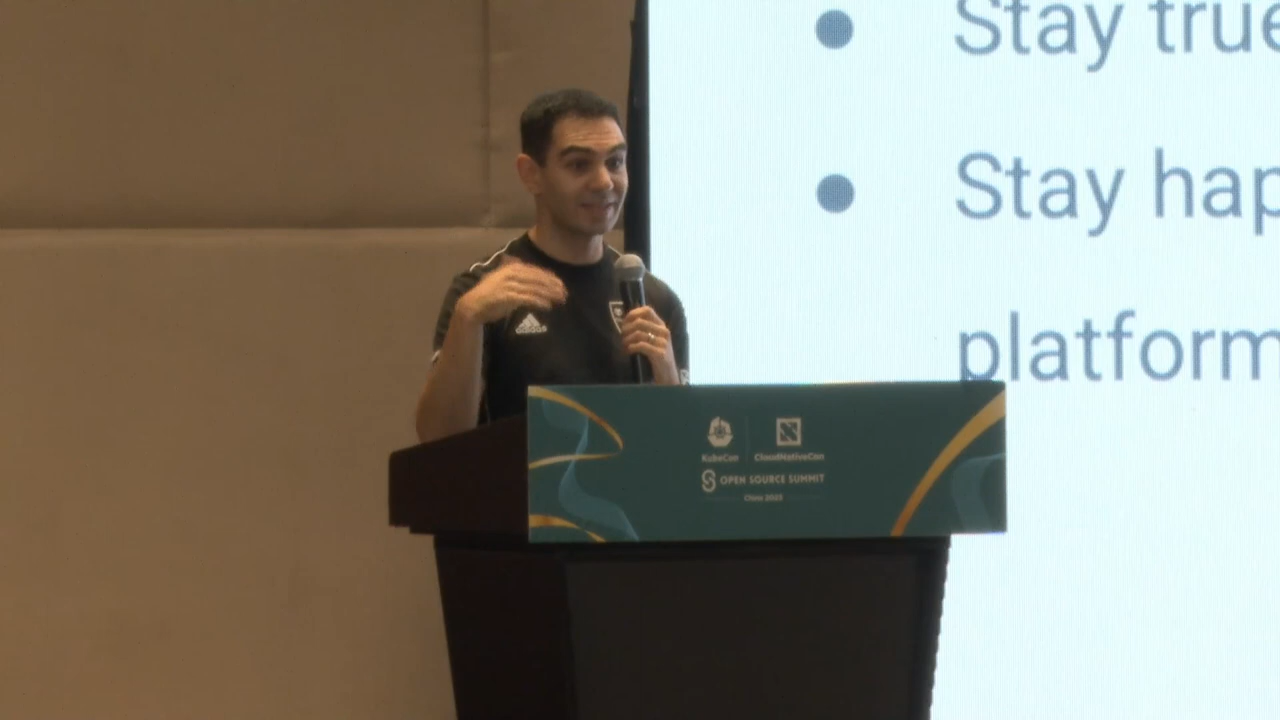 Stay true
Stay hap
platform
adidas
KubeCon
CloudNativeCon
OPEN SOURCE SUMMIT
China 2023